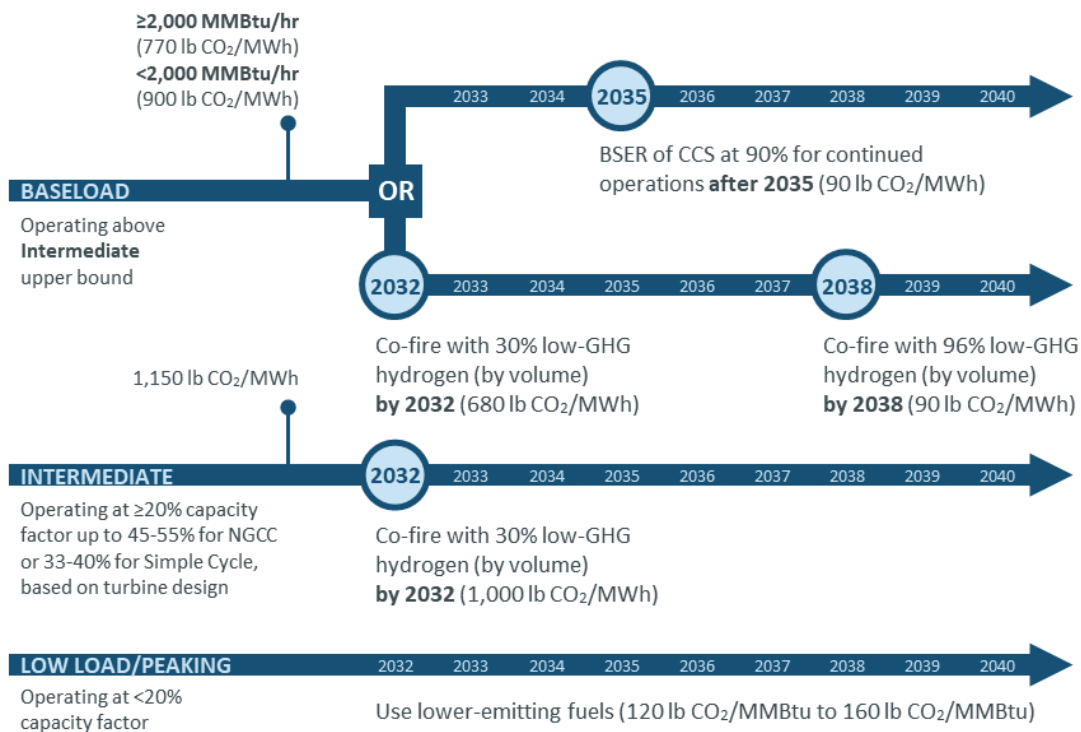 ≥2,000 MMBtu/hr
(770 lb CO₂/MWh)
<2,000 MMBtu/hr
(900 lb CO₂/MWh)
2033 2034 2035 2036 2037 2038 2039 2040
BSER of CCS at 90% for continued
operations after 2035 (90 lb CO₂/MWh)
BASELOAD
OR
Operating above
Intermediate
upper bound
2032 2033 2034 2035 2036 2037 2038 2039 2040
Co-fire with 30% low-GHG
hydrogen (by volume)
by 2032 (680 lb CO₂/MWh)
Co-fire with 96% low-GHG
hydrogen (by volume)
by 2038 (90 lb CO₂/MWh)
1,150 lb CO₂/MWh
INTERMEDIATE
2032 2033 2034 2035 2036 2037 2038 2039 2040
Operating at ≥20% capacity
factor up to 45-55% for NGCC
or 33-40% for Simple Cycle,
based on turbine design
Co-fire with 30% low-GHG
hydrogen (by volume)
by 2032 (1,000 lb CO₂/MWh)
LOW LOAD/PEAKING
2032 2033 2034 2035 2036 2037 2038 2039 2040
Operating at <20%
capacity factor
Use lower-emitting fuels (120 lb CO₂/MMBtu to 160 lb CO₂/MMBtu)